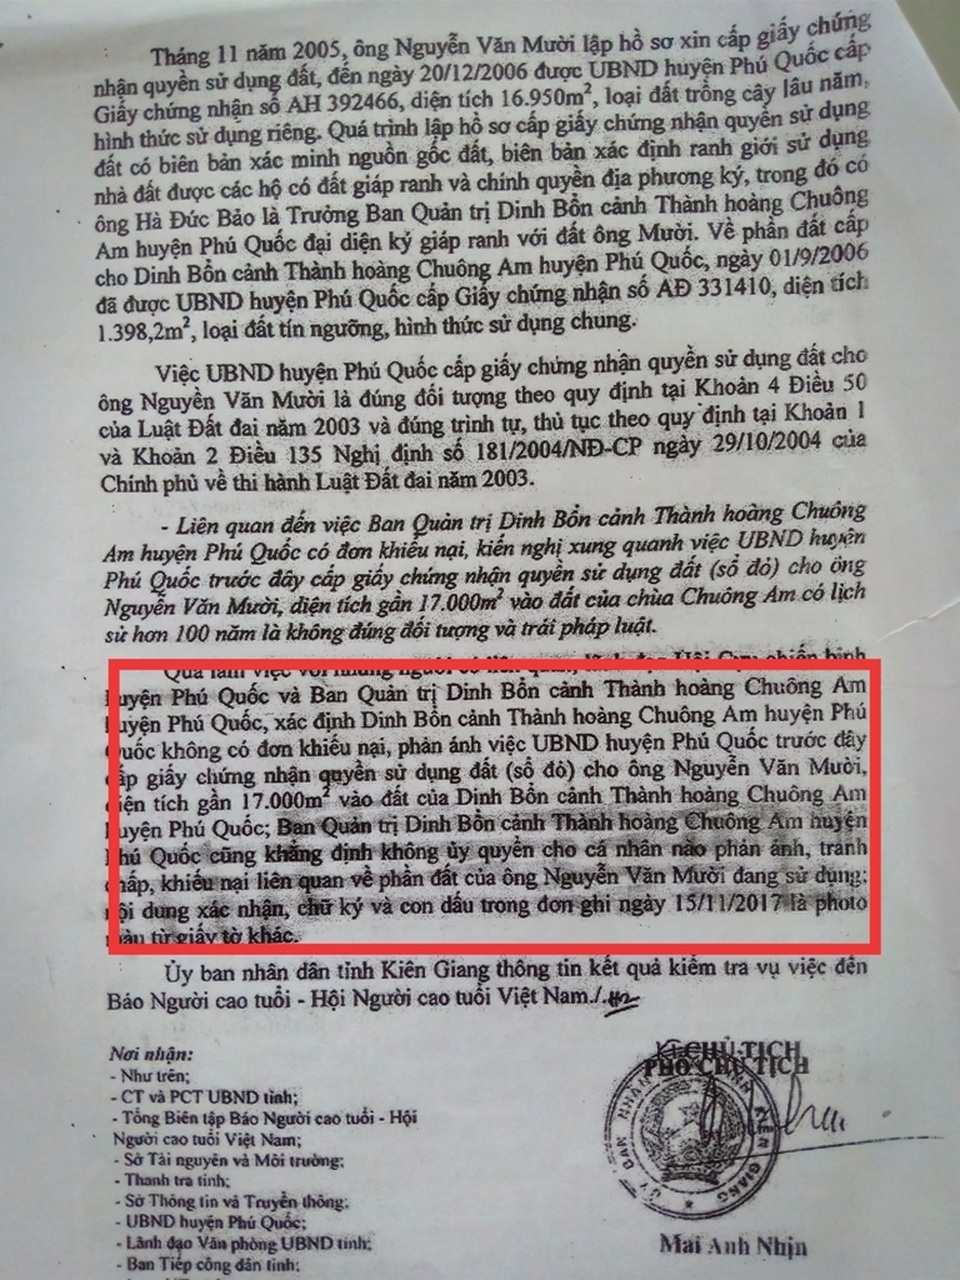 Tháng 11 năm 2005, ông Nguyễn Văn Mười lập hồ sơ xin cấp giấy chứng
nhận quyền sử dụng đất, đến ngày 20/12/2006 được UBND huyện Phú Quốc cấp
Giấy chứng nhận số AH 392466, diện tích 16.950m², loại đất trồng cây lâu năm,
hình thức sử dụng riêng. Quá trình lập hồ sơ cấp giấy chứng nhận quyền sử dụng
đất có biên bản xác minh nguồn gốc đất, biên bản xác định ranh giới sử dụng
nhà đất được các hộ có đất giáp ranh và chính quyền địa phương ký, trong đó có
ông Hà Đức Bảo là Trưởng Ban Quản trị Dinh Bổn cảnh Thành hoàng Chuông
Am huyện Phú Quốc đại diện ký giáp ranh với đất ông Mười. Về phần đất cấp
cho Dinh Bổn cảnh Thành hoàng Chuông Am huyện Phú Quốc, ngày 01/9/2006
đã được UBND huyện Phú Quốc cấp Giấy chứng nhận số AĐ 331410, diện tích
1.398,2m², loại đất tín ngưỡng, hình thức sử dụng chung.
Việc UBND huyện Phú Quốc cấp giấy chứng nhận quyền sử dụng đất cho
ông Nguyễn Văn Mười là đúng đối tượng theo quy định tại Khoản 4 Điều 50
của Luật Đất đai năm 2003 và đúng trình tự, thủ tục theo quy định tại Khoản 1
và Khoản 2 Điều 135 Nghị định số 181/2004/NĐ-CP ngày 29/10/2004 của
Chính phủ về thi hành Luật Đất đai năm 2003.
- Liên quan đến việc Ban Quản trị Dinh Bổn cảnh Thành hoàng Chuông
Am huyện Phú Quốc có đơn khiếu nại, kiến nghị xung quanh việc UBND huyện
Phú Quốc trước đây cấp giấy chứng nhận quyền sử dụng đất (sổ đỏ) cho ông
Nguyễn Văn Mười, diện tích gần 17.000m² vào đất của chùa Chuông Am có lịch
sử hơn 100 năm là không đúng đối tượng và trái pháp luật.
Qua làm việc với những người có liên quan, lãnh đạo Hội Cựu chiến binh
huyện Phú Quốc và Ban Quản trị Dinh Bổn cảnh Thành hoàng Chuông Am
huyện Phú Quốc, xác định Dinh Bổn cảnh Thành hoàng Chuông Am huyện Phú
Quốc không có đơn khiếu nại, phản ánh việc UBND huyện Phú Quốc trước đây
cấp giấy chứng nhận quyền sử dụng đất (sổ đỏ) cho ông Nguyễn Văn Mười,
diện tích gần 17.000m² vào đất của Dinh Bổn cảnh Thành hoàng Chuông Am
huyện Phú Quốc; Ban Quản trị Dinh Bổn cảnh Thành hoàng Chuông Am huyện
Phú Quốc cũng khẳng định không ủy quyền cho cá nhân nào phản ánh, tranh
chấp, khiếu nại liên quan về phần đất của ông Nguyễn Văn Mười đang sử dụng;
nội dung xác nhận, chữ ký và con dấu trong đơn ghi ngày 15/11/2017 là photo
màu từ giấy tờ khác.
Ủy ban nhân dân tỉnh Kiên Giang thông tin kết quả kiểm tra vụ việc đến
Báo Người cao tuổi - Hội Người cao tuổi Việt Nam./.
Nơi nhận:
- Như trên;
- CT và PCT UBND tỉnh;
- Tổng Biên tập Báo Người cao tuổi - Hội
Người cao tuổi Việt Nam;
- Sở Tài nguyên và Môi trường;
- Thanh tra tỉnh;
- Sở Thông tin và Truyền thông;
- UBND huyện Phú Quốc;
- Lãnh đạo Văn phòng UBND tỉnh;
- Ban Tiếp công dân tỉnh;
KT. CHỦ TỊCH
PHÓ CHỦ TỊCH
Mai Anh Nhịn